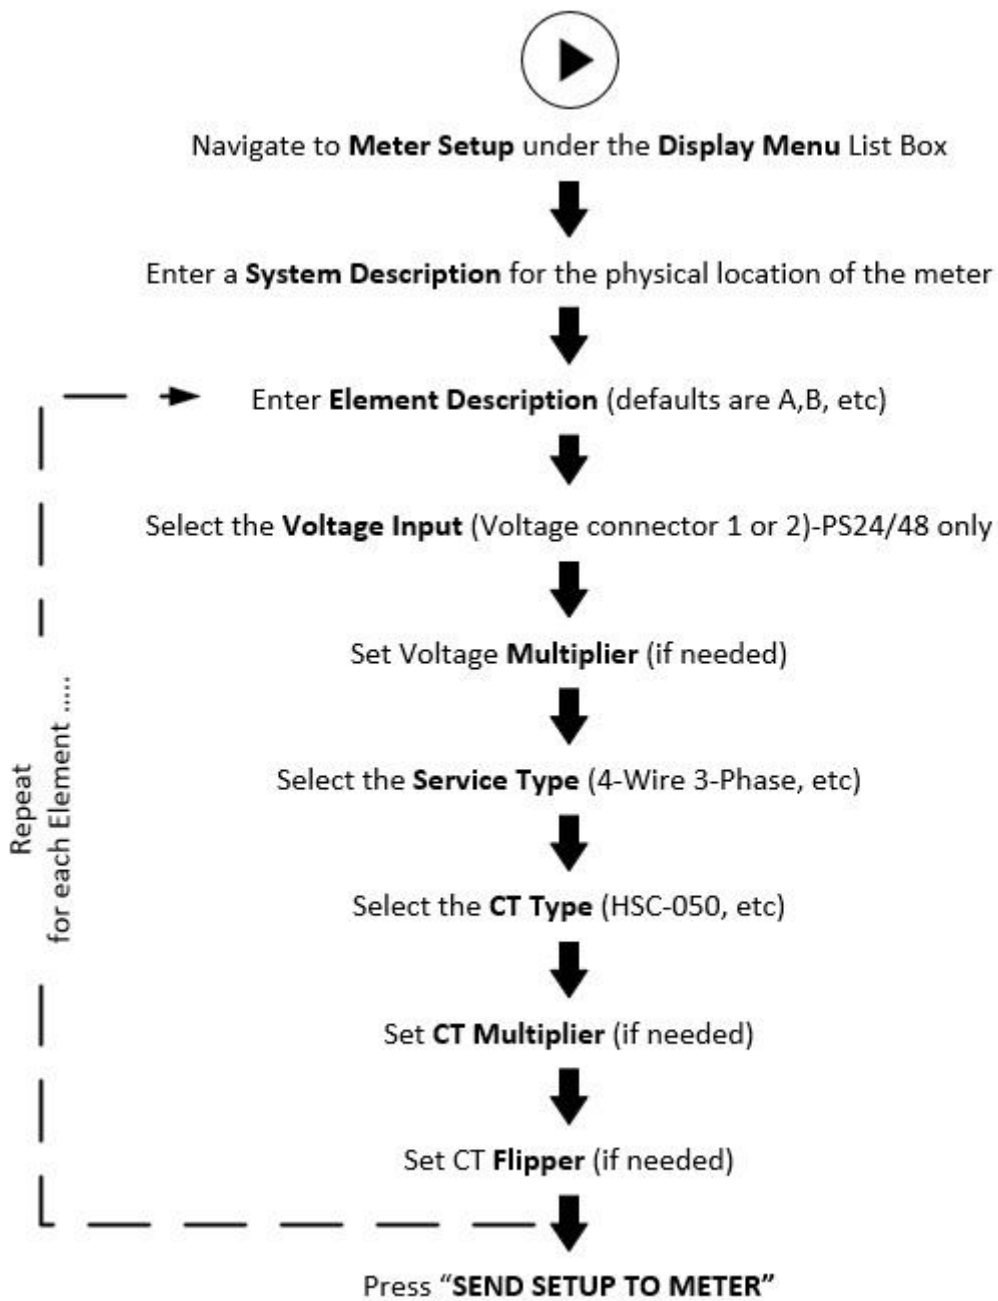 Navigate to Meter Setup under the Display Menu List Box
Enter a System Description for the physical location of the meter
Enter Element Description (defaults are A,B, etc)
Select the Voltage Input (Voltage connector 1 or 2)-PS24/48 only
Set Voltage Multiplier (if needed)
Select the Service Type (4-Wire 3-Phase, etc)
Select the CT Type (HSC-050, etc)
Set CT Multiplier (if needed)
Set CT Flipper (if needed)
Repeat
for each Element .....
Press “SEND SETUP TO METER”